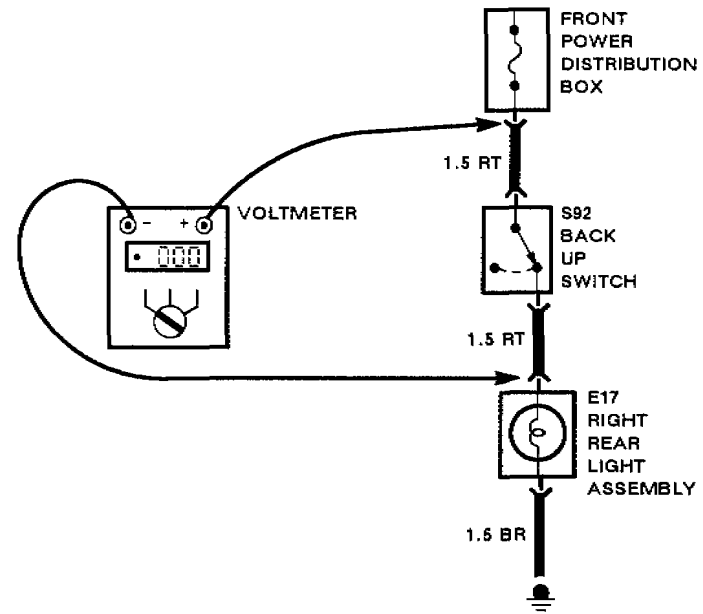 FRONT
POWER
DISTRIBUTION
BOX
1.5 RT
VOLTMETER
- +
000
S92
BACK
UP
SWITCH
1.5 RT
E17
RIGHT
REAR
LIGHT
ASSEMBLY
1.5 BR